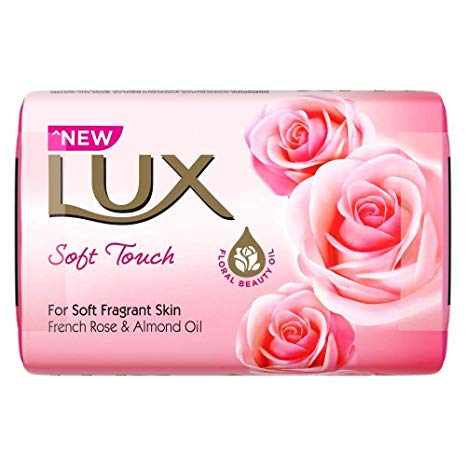 ^NEW
LUX
Soft Touch
FLORAL BEAUTY OIL
For Soft Fragrant Skin
French Rose & Almond Oil